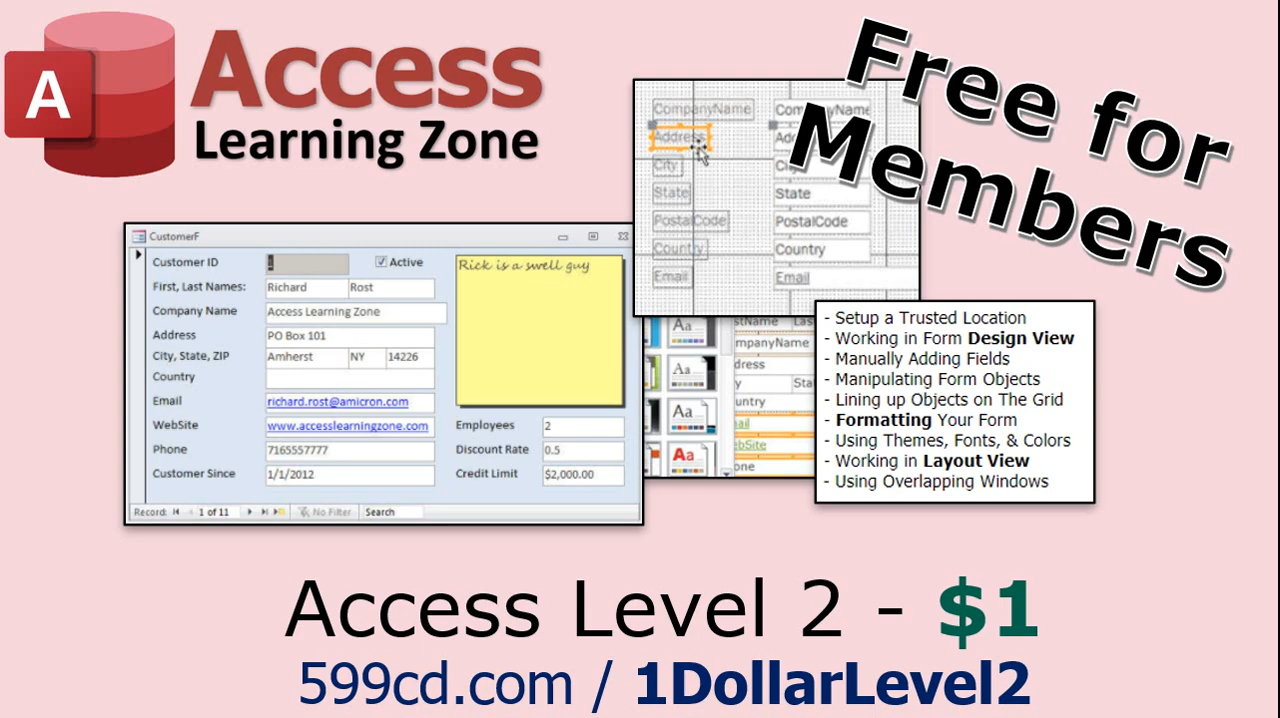 A
Access
Learning Zone
Free for
Members
CompanyName CompanyName
Address
City
State State
PostalCode PostalCode
Country Country
Email Email
CustomerF
Customer ID Active
First, Last Names: Richard Rost
Company Name Access Learning Zone
Address PO Box 101
City, State, ZIP Amherst NY 14226
Country
Email richard.rost@amicron.com
WebSite www.accesslearningzone.com
Phone 7165557777
Customer Since 1/1/2012
Rick is a swell guy
Employees 2
Discount Rate 0.5
Credit Limit $2,000.00
Record: 1 of 11 No Filter Search
Aa
Aa
Aa
Aa
- Setup a Trusted Location
- Working in Form Design View
- Manually Adding Fields
- Manipulating Form Objects
- Lining up Objects on The Grid
- Formatting Your Form
- Using Themes, Fonts, & Colors
- Working in Layout View
- Using Overlapping Windows
Access Level 2 - $1
599cd.com / 1DollarLevel2